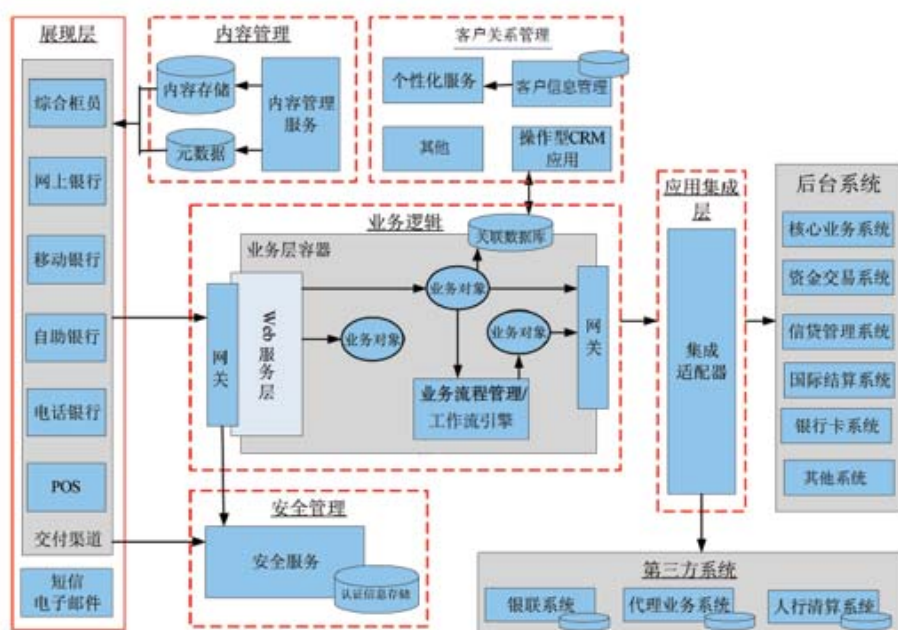 展现层
综合柜员
网上银行
移动银行
自助银行
电话银行
POS
交付渠道
短信
电子邮件
内容管理
内容存储
元数据
内容管理
服务
客户关系管理
个性化服务
客户信息管理
其他
操作型CRM
应用
业务逻辑
业务层容器
关联数据库
网关
Web 服务层
业务对象
业务对象
业务对象
业务流程管理/
工作流引擎
网关
安全管理
安全服务
认证信息存储
应用集成
层
集成
适配器
后台系统
核心业务系统
资金交易系统
信贷管理系统
国际结算系统
银行卡系统
其他系统
第三方系统
银联系统
代理业务系统
人行清算系统